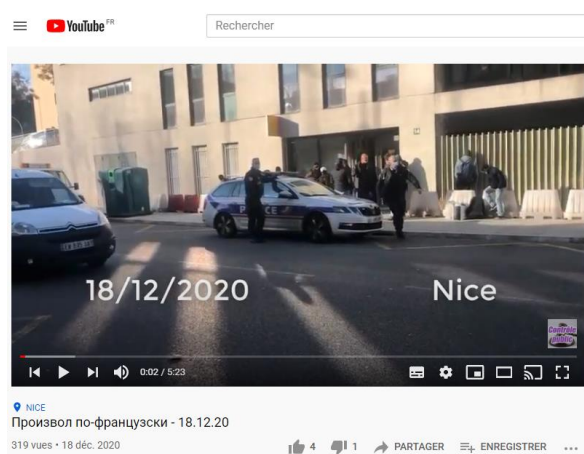 YouTube FR
Rechercher
POLICE
18/12/2020 Nice
Contrôle
public
0:02 / 5:23
NICE
Произвол по-французски - 18.12.20
319 vues • 18 déc. 2020
4 1 PARTAGER ENREGISTRER